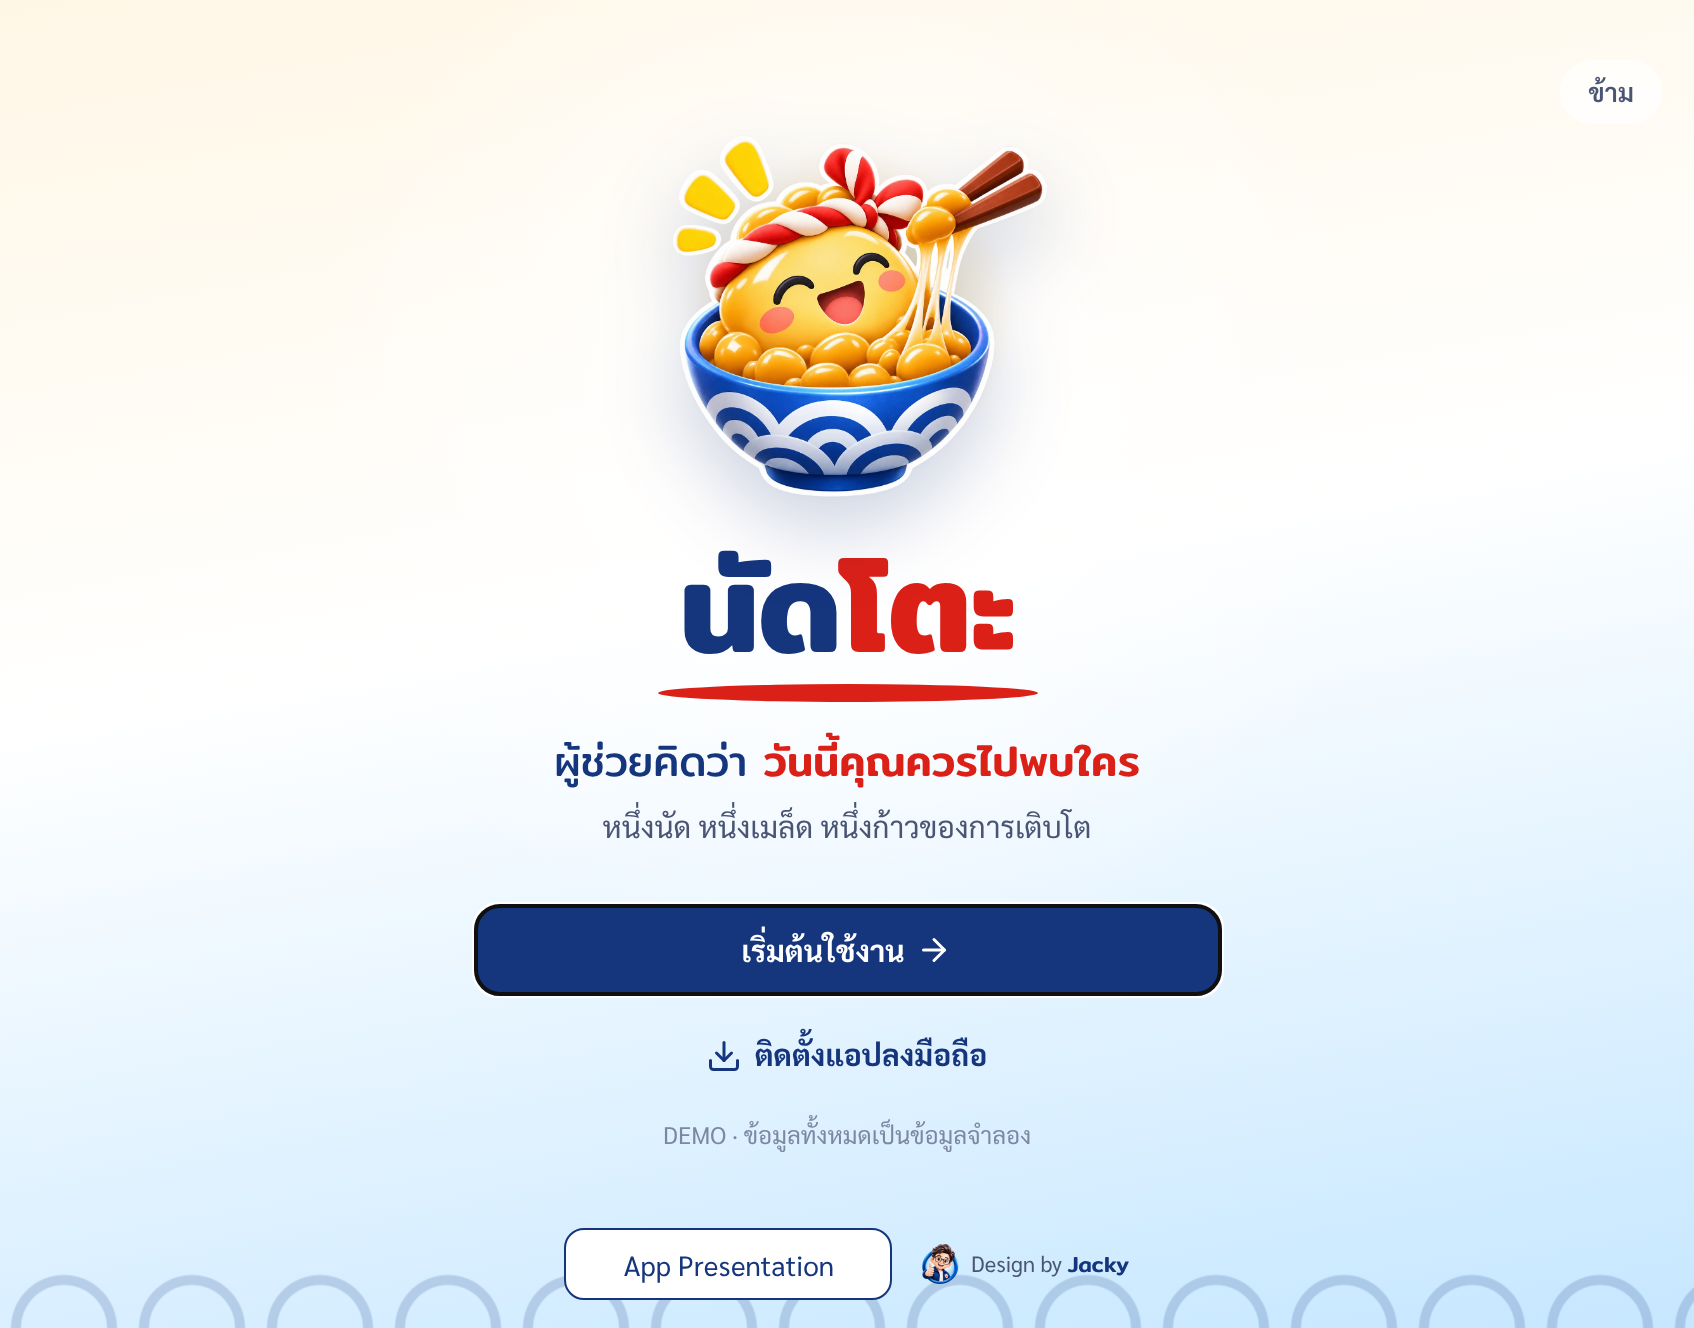 ข้าม
นัดโตะ
ผู้ช่วยคิดว่า วันนี้คุณควรไปพบใคร
หนึ่งนัด หนึ่งเมล็ด หนึ่งก้าวของการเติบโต
เริ่มต้นใช้งาน →
ติดตั้งแอปลงมือถือ
DEMO · ข้อมูลทั้งหมดเป็นข้อมูลจำลอง
App Presentation
Design by Jacky